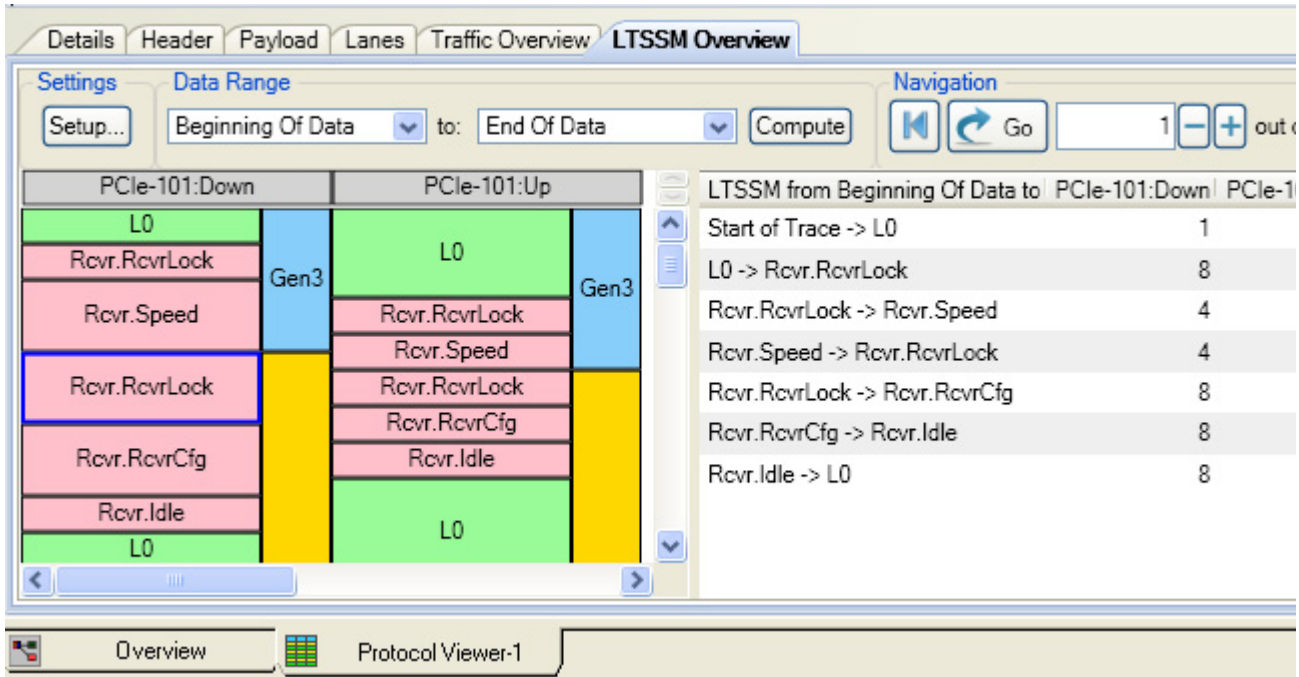 Details Header Payload Lanes Traffic Overview LTSSM Overview
Settings Data Range Navigation
Setup... Beginning Of Data to: End Of Data Compute Go 1 out
PCIe-101:Down PCIe-101:Up
L0
Rcvr.RcvrLock
Rcvr.Speed
Rcvr.RcvrLock
Rcvr.RcvrCfg
Rcvr.Idle
L0
Gen3
L0
Rcvr.RcvrLock
Rcvr.Speed
Rcvr.RcvrLock
Rcvr.RcvrCfg
Rcvr.Idle
L0
Gen3
LTSSM from Beginning Of Data to PCIe-101:Down PCIe-1
Start of Trace -> L0 1
L0 -> Rcvr.RcvrLock 8
Rcvr.RcvrLock -> Rcvr.Speed 4
Rcvr.Speed -> Rcvr.RcvrLock 4
Rcvr.RcvrLock -> Rcvr.RcvrCfg 8
Rcvr.RcvrCfg -> Rcvr.Idle 8
Rcvr.Idle -> L0 8
Overview Protocol Viewer-1